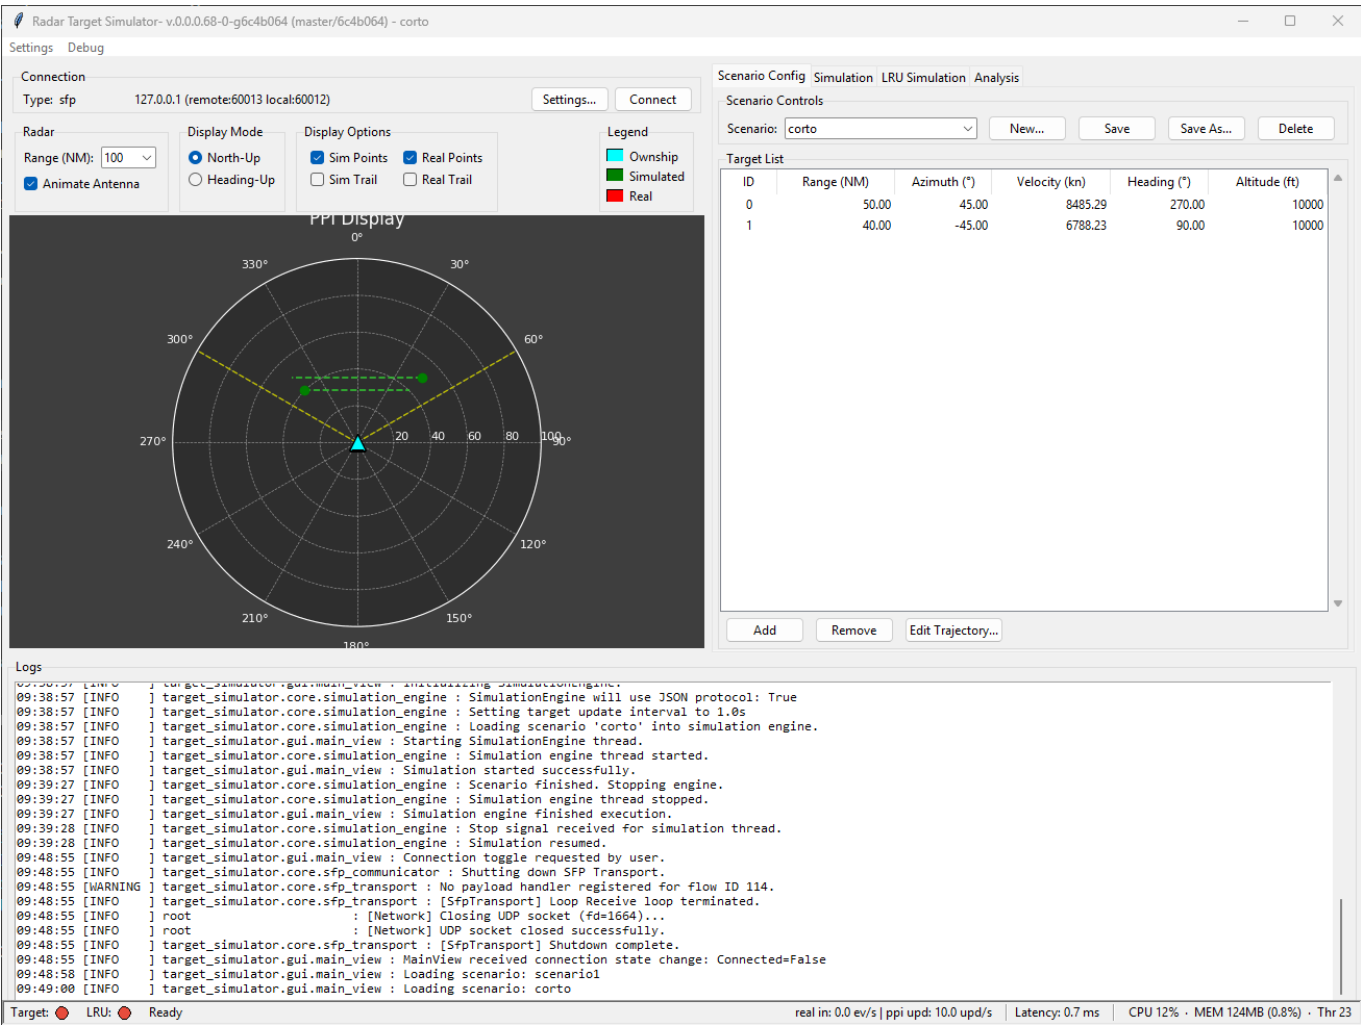 Radar Target Simulator- v.0.0.0.68-0-g6c4b064 (master/6c4b064) - corto
Settings Debug
Connection
Type: sfp 127.0.0.1 (remote:60013 local:60012) Settings... Connect
Radar
Range (NM): 100
Animate Antenna
Display Mode
North-Up
Heading-Up
Display Options
Sim Points Real Points
Sim Trail Real Trail
Legend
Ownship
Simulated
Real
PPI Display
0°
330° 30°
300° 60°
270° 20 40 60 80 100 90°
240° 120°
210° 150°
180°
Scenario Config Simulation LRU Simulation Analysis
Scenario Controls
Scenario: corto New... Save Save As... Delete
Target List
ID Range (NM) Azimuth (°) Velocity (kn) Heading (°) Altitude (ft)
0 50.00 45.00 8485.29 270.00 10000
1 40.00 -45.00 6788.23 90.00 10000
Add Remove Edit Trajectory...
Logs
09:38:57 [INFO ] target_simulator.gui.main_view : Initializing SimulationEngine.
09:38:57 [INFO ] target_simulator.core.simulation_engine : SimulationEngine will use JSON protocol: True
09:38:57 [INFO ] target_simulator.core.simulation_engine : Setting target update interval to 1.0s
09:38:57 [INFO ] target_simulator.core.simulation_engine : Loading scenario 'corto' into simulation engine.
09:38:57 [INFO ] target_simulator.gui.main_view : Starting SimulationEngine thread.
09:38:57 [INFO ] target_simulator.core.simulation_engine : Simulation engine thread started.
09:38:57 [INFO ] target_simulator.gui.main_view : Simulation started successfully.
09:39:27 [INFO ] target_simulator.core.simulation_engine : Scenario finished. Stopping engine.
09:39:27 [INFO ] target_simulator.core.simulation_engine : Simulation engine thread stopped.
09:39:27 [INFO ] target_simulator.gui.main_view : Simulation engine finished execution.
09:39:28 [INFO ] target_simulator.core.simulation_engine : Stop signal received for simulation thread.
09:39:28 [INFO ] target_simulator.core.simulation_engine : Simulation resumed.
09:48:55 [INFO ] target_simulator.gui.main_view : Connection toggle requested by user.
09:48:55 [INFO ] target_simulator.core.sfp_communicator : Shutting down SFP Transport.
09:48:55 [WARNING ] target_simulator.core.sfp_transport : No payload handler registered for flow ID 114.
09:48:55 [INFO ] target_simulator.core.sfp_transport : [SfpTransport] Loop Receive loop terminated.
09:48:55 [INFO ] root : [Network] Closing UDP socket (fd=1664)...
09:48:55 [INFO ] root : [Network] UDP socket closed successfully.
09:48:55 [INFO ] target_simulator.core.sfp_transport : [SfpTransport] Shutdown complete.
09:48:55 [INFO ] target_simulator.gui.main_view : MainView received connection state change: Connected=False
09:48:58 [INFO ] target_simulator.gui.main_view : Loading scenario: scenario1
09:49:00 [INFO ] target_simulator.gui.main_view : Loading scenario: corto
Target: LRU: Ready real in: 0.0 ev/s | ppi upd: 10.0 upd/s Latency: 0.7 ms CPU 12% · MEM 124MB (0.8%) · Thr 23